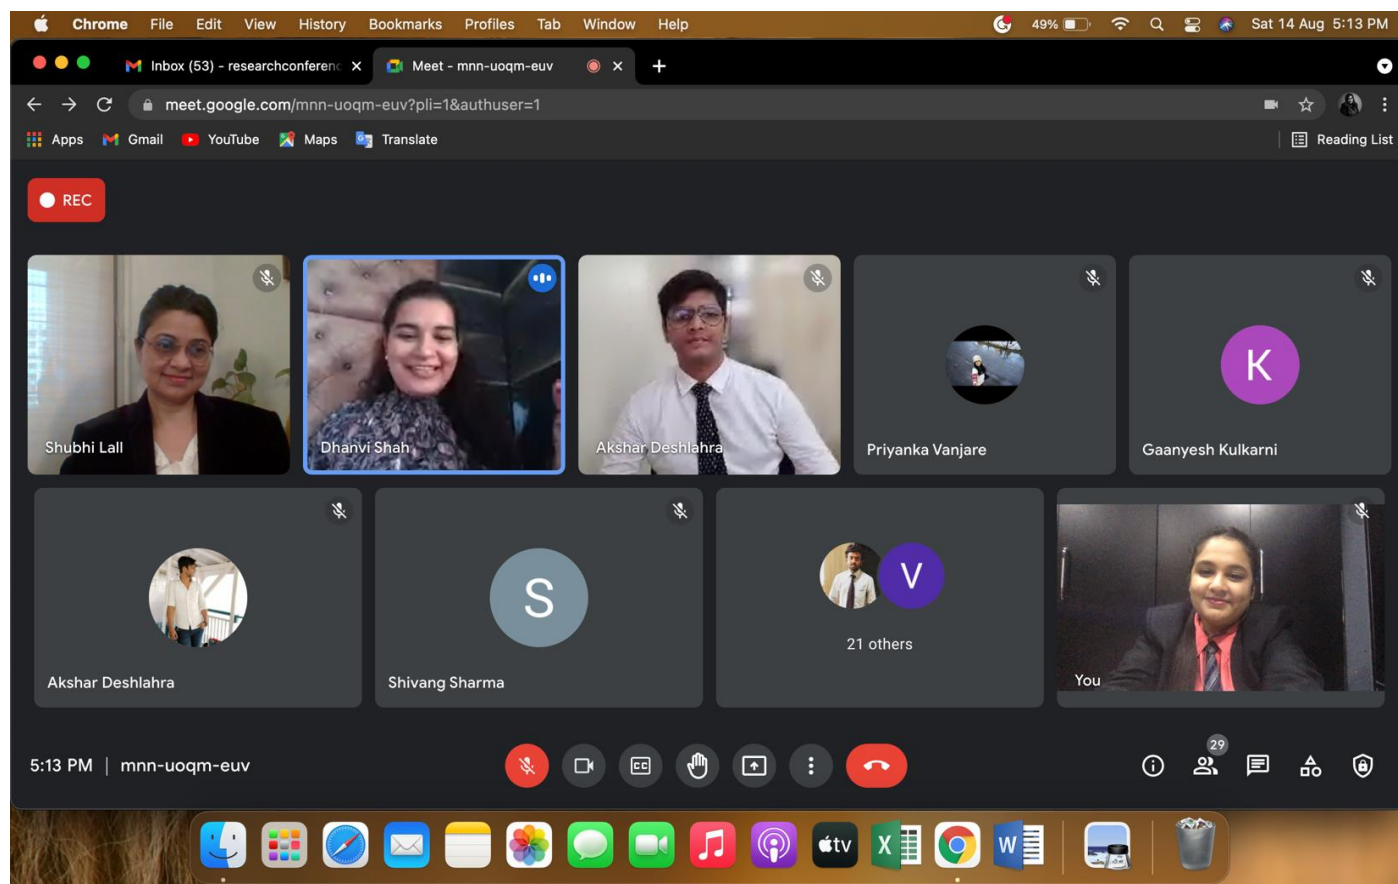 Chrome File Edit View History Bookmarks Profiles Tab Window Help 49% Sat 14 Aug 5:13 PM
Inbox (53) - researchconferenc Meet - mnn-uoqm-euv
meet.google.com/mnn-uoqm-euv?pli=1&authuser=1
Apps Gmail YouTube Maps Translate Reading List
REC
Shubhi Lall Dhanvi Shah Akshar Deshlahra Priyanka Vanjare K Gaanyesh Kulkarni
Akshar Deshlahra S Shivang Sharma V 21 others You
5:13 PM | mnn-uoqm-euv CC 29
tv X W